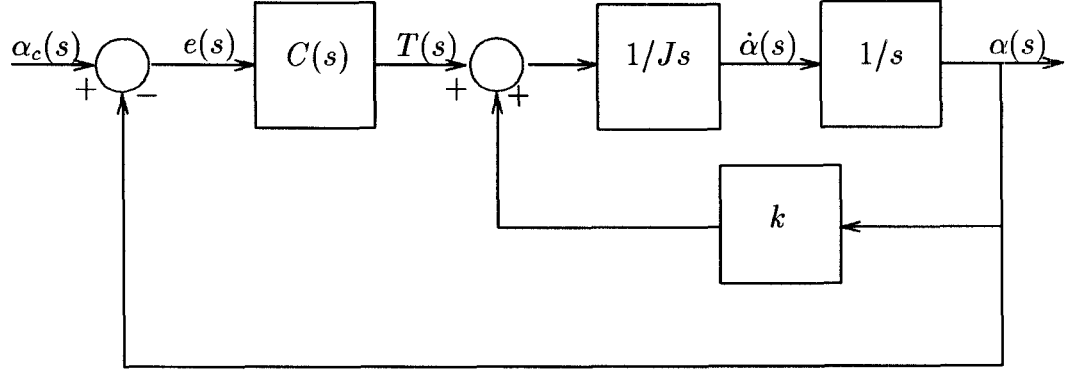 α_c(s) e(s) C(s) T(s) 1/Js α̇(s) 1/s α(s)
+ − + +
k